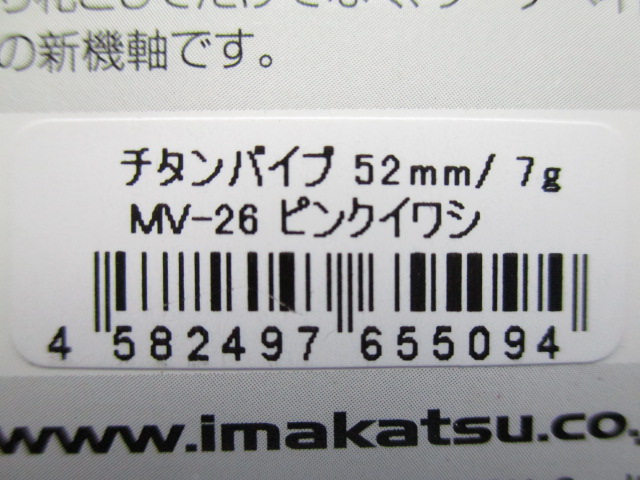 の新機軸です。
チタンバイブ 52mm/ 7g
MV-26 ピンクイワシ
4 582497 655094
www.imakatsu.co.